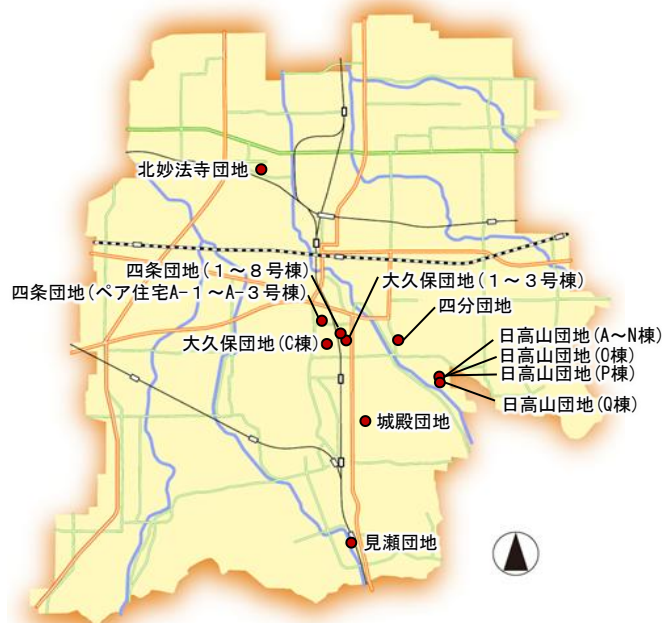 北妙法寺団地
四条団地(1～8号棟)
大久保団地(1～3号棟)
四条団地(ペア住宅A-1～A-3号棟)
四分団地
大久保団地(C棟)
日高山団地(A～N棟)
日高山団地(O棟)
日高山団地(P棟)
日高山団地(Q棟)
城殿団地
見瀬団地